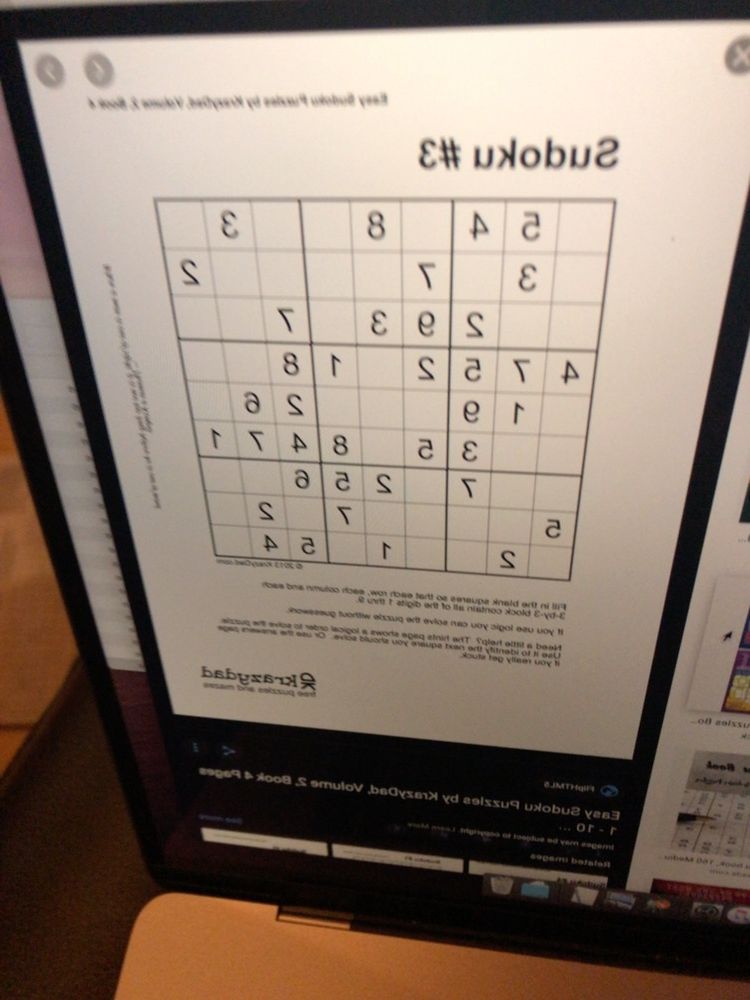 Easy Sudoku Puzzles by KrazyDad, Volume 2, Book 4
Sudoku #3
5 4 8 3
3 7 2
2 9 3 7
4 7 5 2 1 8
1 9 2 6
3 5 8 4 7 1
7 2 5 6
5 7 2
2 1 5 4
© 2013 KrazyDad.com
Fill in the blank squares so that each row, each column and each
3-by-3 block contain all of the digits 1 thru 9.
If you use logic you can solve the puzzle without guesswork.
Need a little help? The hints page shows a logical order to solve the puzzle.
Use it to identify the next square you should solve. Or use the answers page
if you really get stuck.
krazydad
free puzzles and mazes
FlipHTML5
Easy Sudoku Puzzles by KrazyDad, Volume 2, Book 4 Pages
1 - 10 ...
Images may be subject to copyright. Learn More
Related images
See more